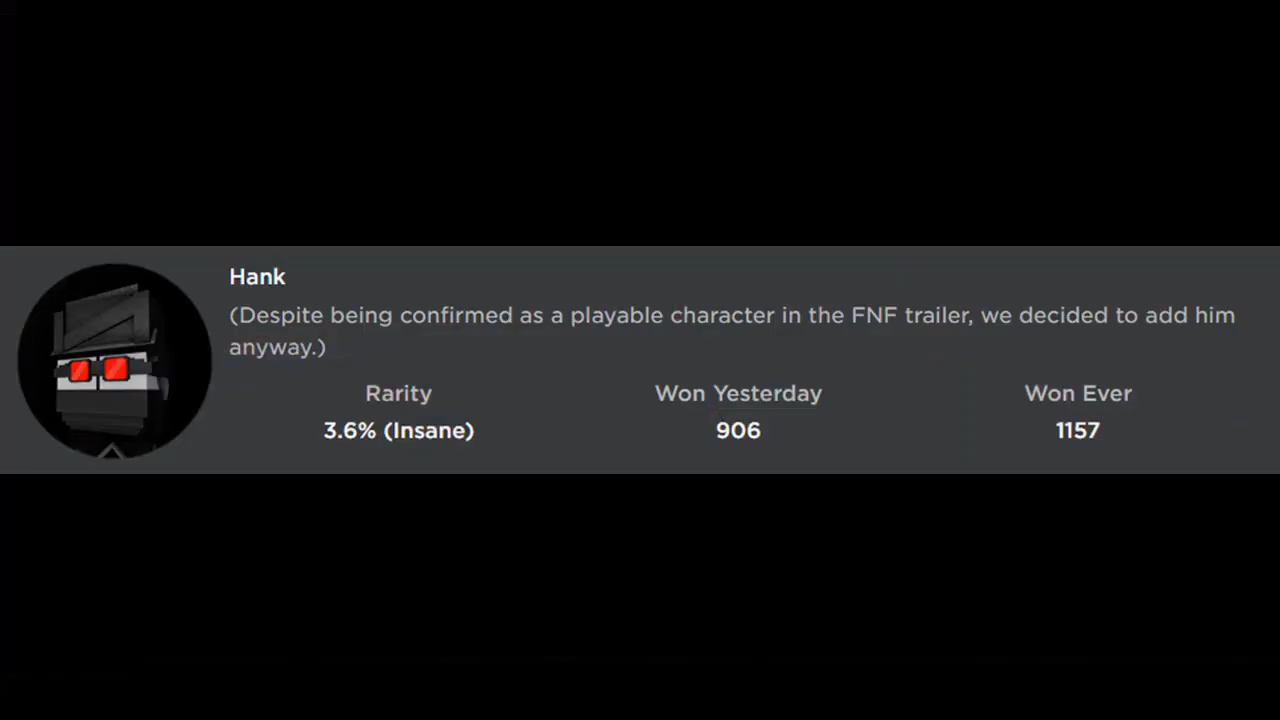 Hank
(Despite being confirmed as a playable character in the FNF trailer, we decided to add him
anyway.)
Rarity Won Yesterday Won Ever
3.6% (Insane) 906 1157